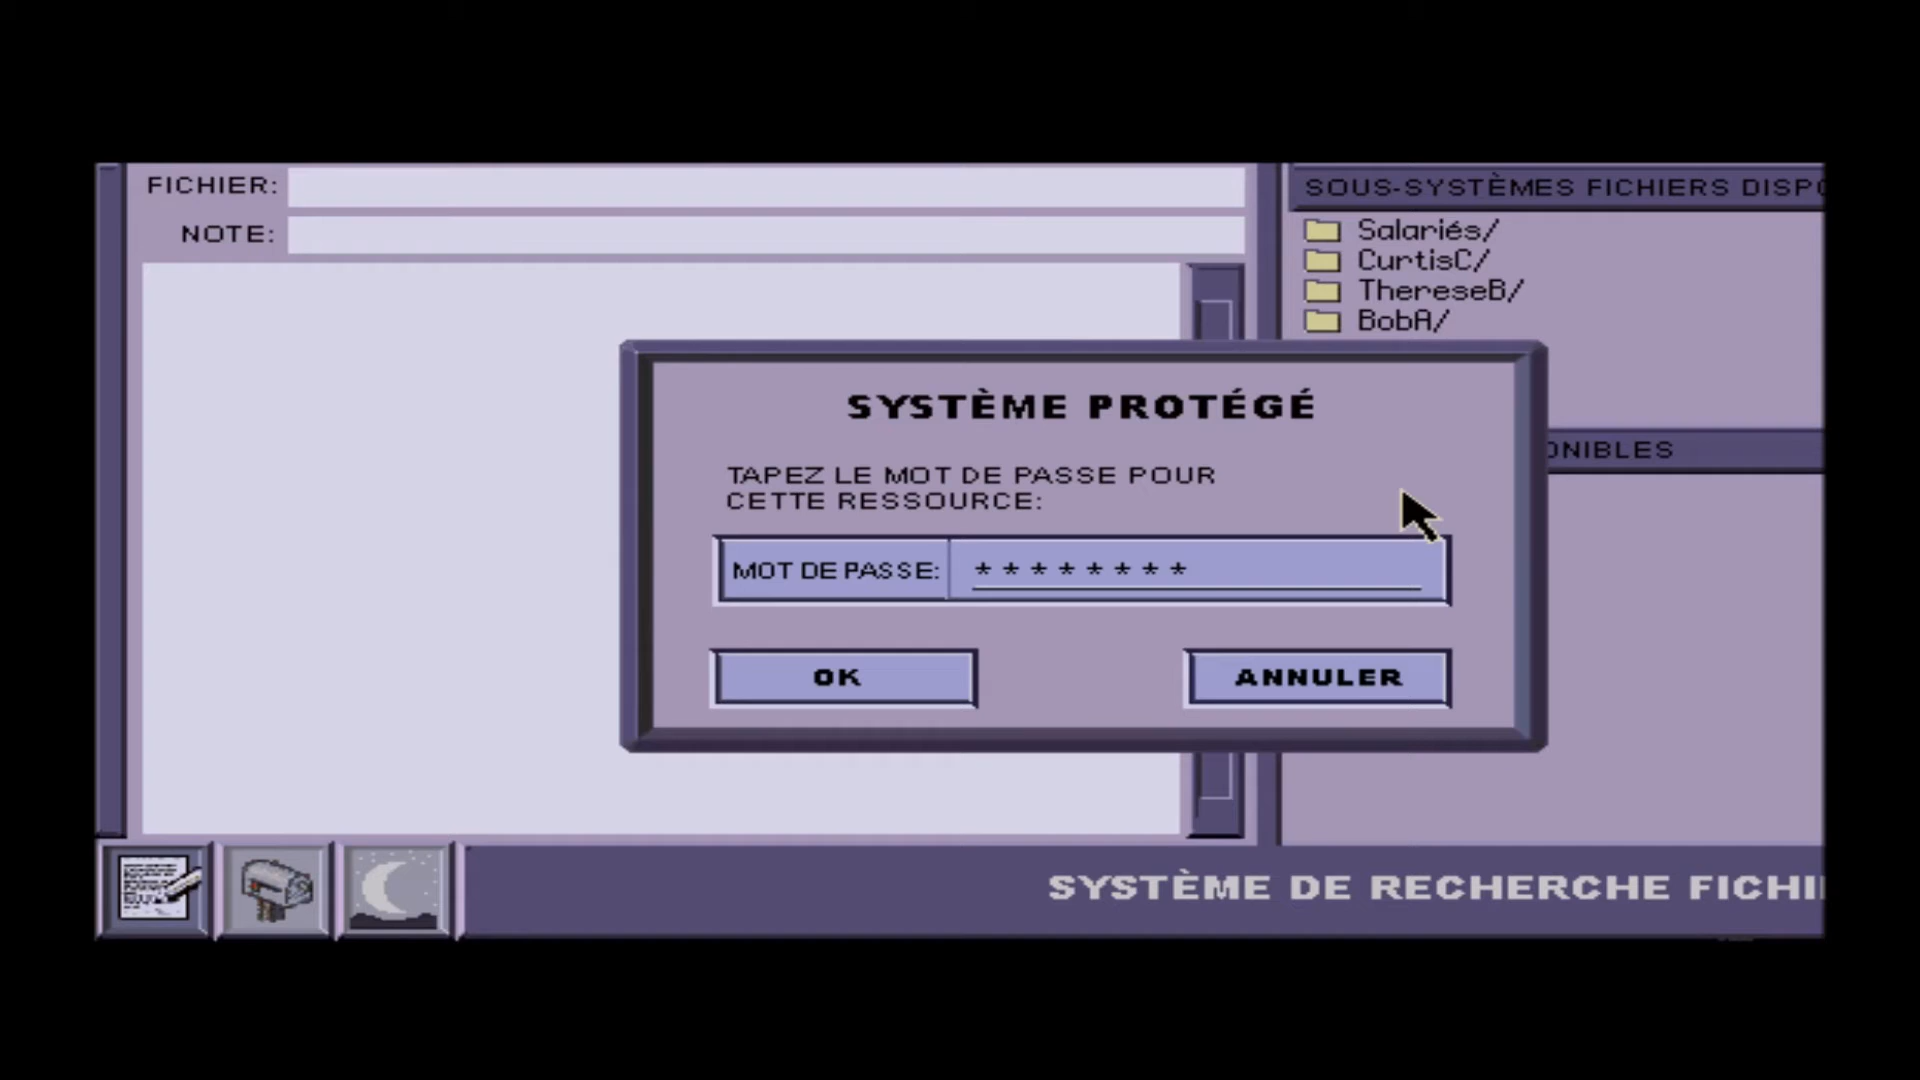 FICHIER:
NOTE:
SOUS-SYSTÈMES FICHIERS DISPO
Salariés/
CurtisC/
ThereseB/
BobA/
SYSTÈME PROTÉGÉ
TAPEZ LE MOT DE PASSE POUR
CETTE RESSOURCE:
MOT DE PASSE: ********
OK
ANNULER
ONIBLES
SYSTÈME DE RECHERCHE FICHI